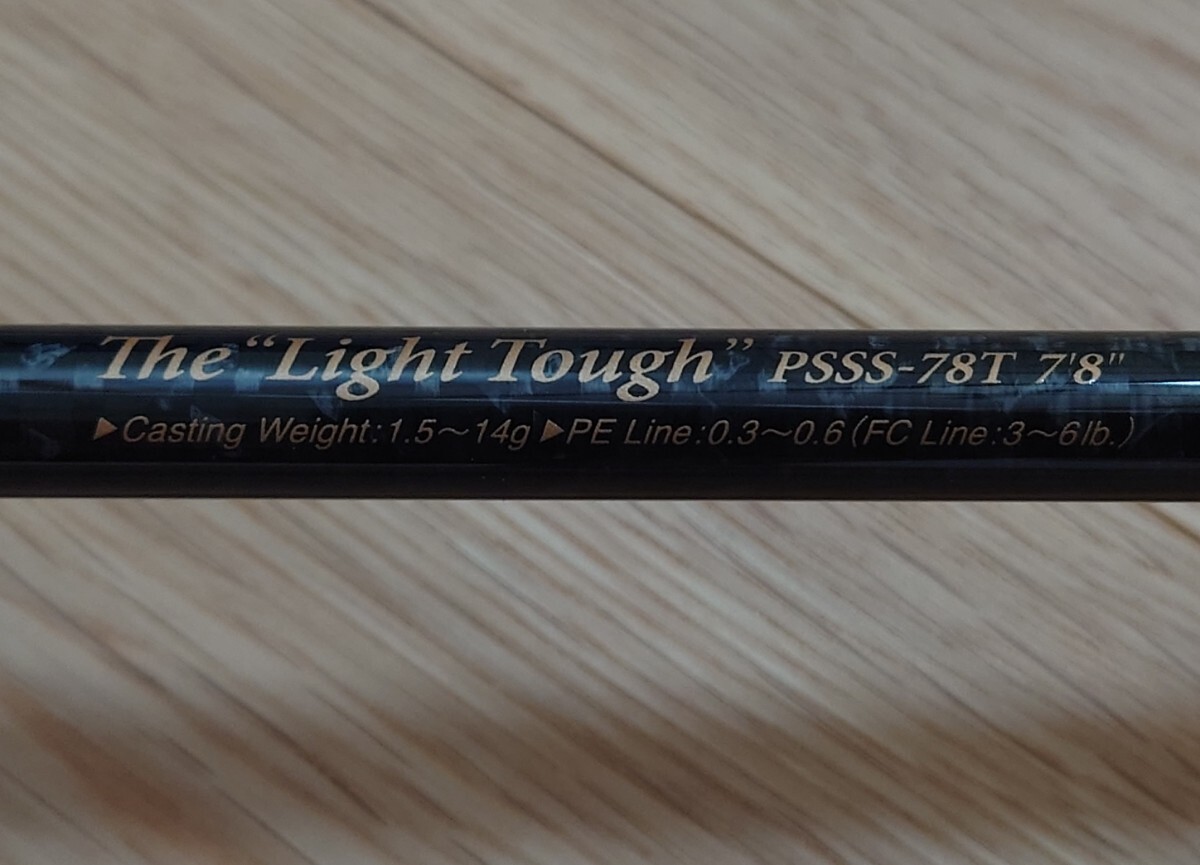 The “Light Tough” PSSS-78T 7'8"
▶Casting Weight:1.5～14g▶PE Line:0.3～0.6(FC Line:3～6lb.)